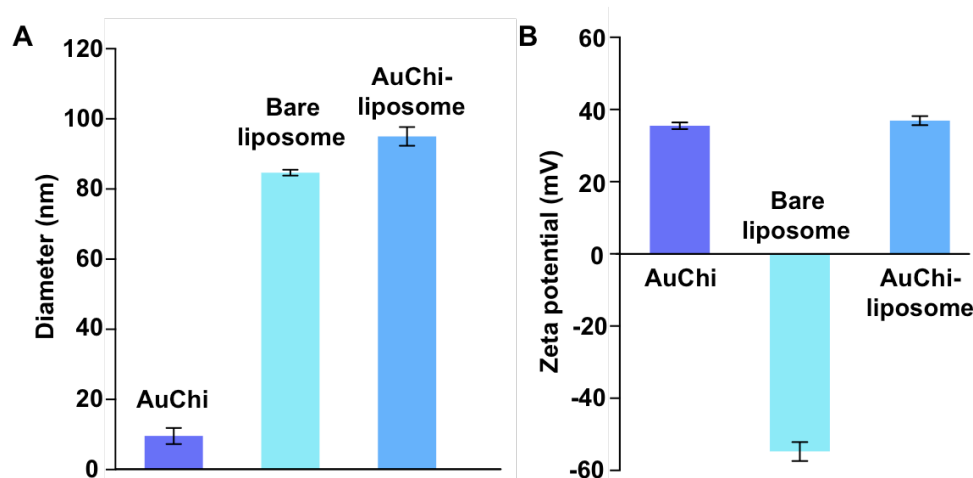 A
120
100
80
60
40
20
0
Diameter (nm)
AuChi
Bare
liposome
AuChi-
liposome
B
60
40
20
0
-20
-40
-60
Zeta potential (mV)
Bare
liposome
AuChi
AuChi-
liposome